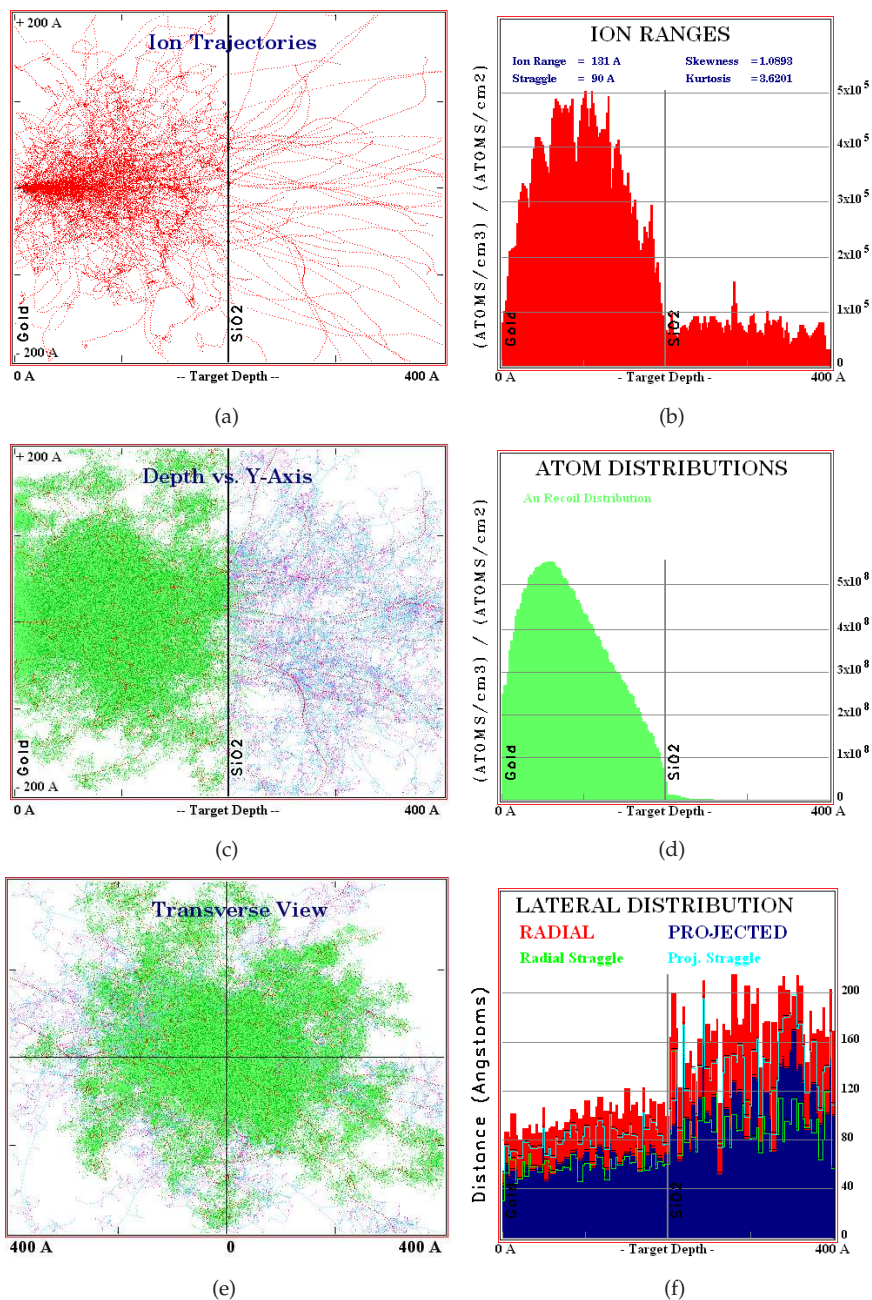 + 200 A
Ion Trajectories
Gold
SiO2
- 200 A
0 A
-- Target Depth --
400 A
(a)
ION RANGES
Ion Range = 131 A
Skewness = 1.0893
Straggle = 90 A
Kurtosis = 3.6201
(ATOMS/cm3) / (ATOMS/cm2)
5x10⁵
4x10⁵
3x10⁵
2x10⁵
1x10⁵
0
Gold
SiO2
0 A
- Target Depth -
400 A
(b)
+ 200 A
Depth vs. Y-Axis
Gold
SiO2
- 200 A
0 A
-- Target Depth --
400 A
(c)
ATOM DISTRIBUTIONS
Au Recoil Distribution
(ATOMS/cm3) / (ATOMS/cm2)
5x10⁸
4x10⁸
3x10⁸
2x10⁸
1x10⁸
0
Gold
SiO2
0 A
- Target Depth -
400 A
(d)
Transverse View
400 A
0
400 A
(e)
LATERAL DISTRIBUTION
RADIAL
PROJECTED
Radial Straggle
Proj. Straggle
Distance (Angstoms)
200
160
120
80
40
0
Gold
SiO2
0 A
- Target Depth -
400 A
(f)